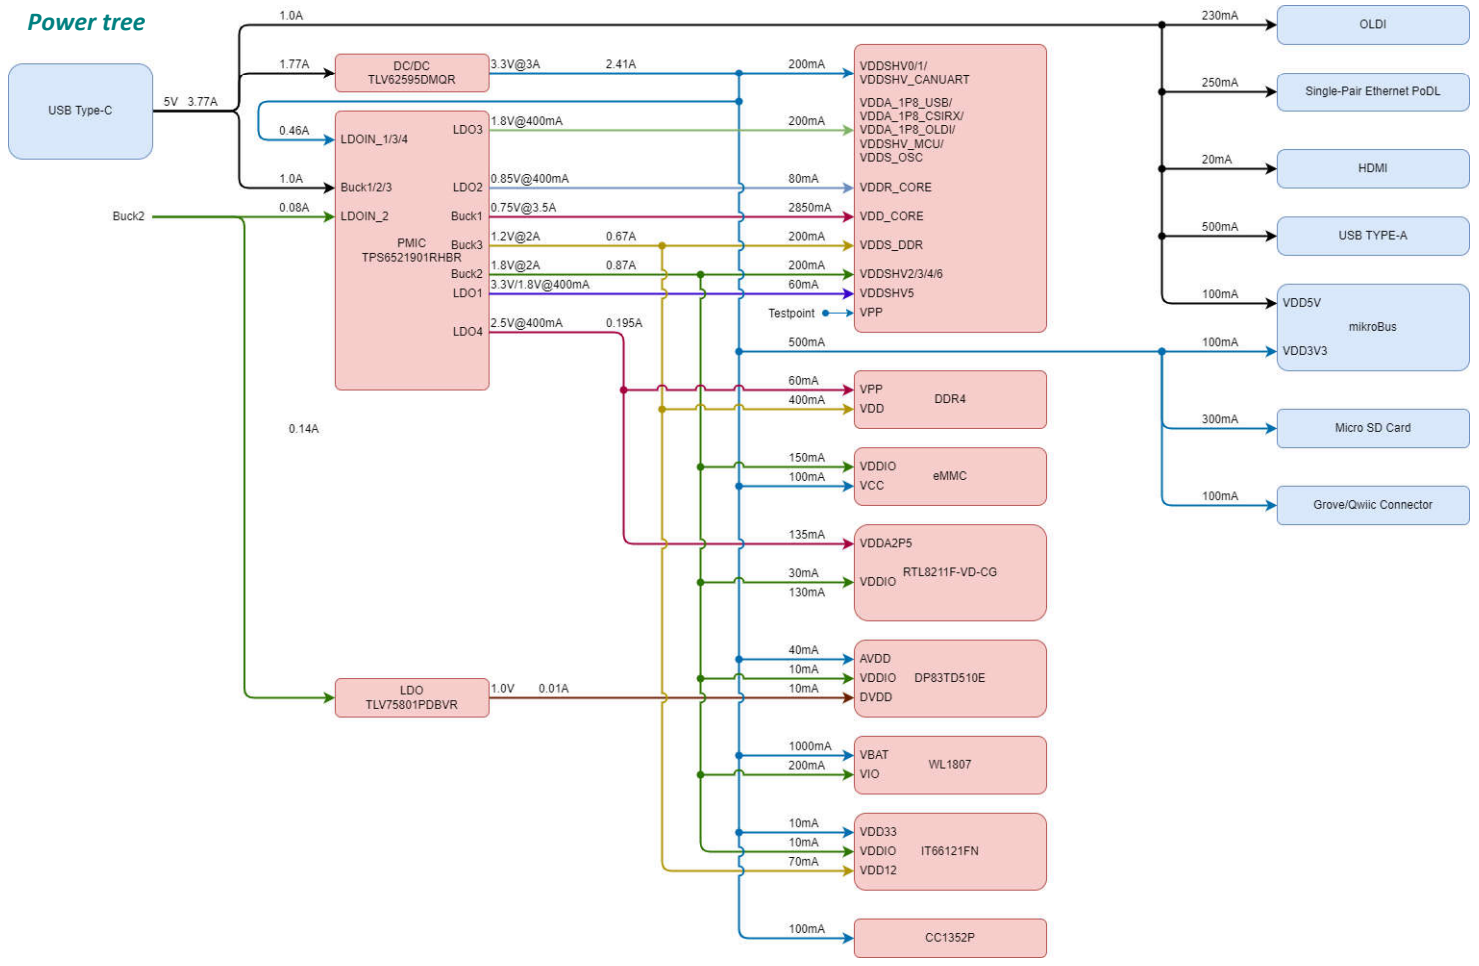 Power tree
USB Type-C
5V 3.77A
1.0A
1.77A
DC/DC
TLV62595DMQR
3.3V@3A
2.41A
0.46A
1.0A
Buck2
0.08A
LDOIN_1/3/4
Buck1/2/3
LDOIN_2
PMIC
TPS6521901RHBR
LDO3
LDO2
Buck1
Buck3
Buck2
LDO1
LDO4
1.8V@400mA
0.85V@400mA
0.75V@3.5A
1.2V@2A
0.67A
1.8V@2A
0.87A
3.3V/1.8V@400mA
2.5V@400mA
0.195A
0.14A
LDO
TLV75801PDBVR
1.0V
0.01A
200mA
200mA
80mA
2850mA
200mA
200mA
60mA
Testpoint
500mA
VDDSHV0/1/
VDDSHV_CANUART
VDDA_1P8_USB/
VDDA_1P8_CSIRX/
VDDA_1P8_OLDI/
VDDSHV_MCU/
VDDS_OSC
VDDR_CORE
VDD_CORE
VDDS_DDR
VDDSHV2/3/4/6
VDDSHV5
VPP
60mA
400mA
VPP
VDD
DDR4
150mA
100mA
VDDIO
VCC
eMMC
135mA
30mA
130mA
VDDA2P5
VDDIO
RTL8211F-VD-CG
40mA
10mA
10mA
AVDD
VDDIO
DVDD
DP83TD510E
1000mA
200mA
VBAT
VIO
WL1807
10mA
10mA
70mA
VDD33
VDDIO
VDD12
IT66121FN
100mA
CC1352P
230mA
OLDI
250mA
Single-Pair Ethernet PoDL
20mA
HDMI
500mA
USB TYPE-A
100mA
VDD5V
mikroBus
100mA
VDD3V3
300mA
Micro SD Card
100mA
Grove/Qwiic Connector